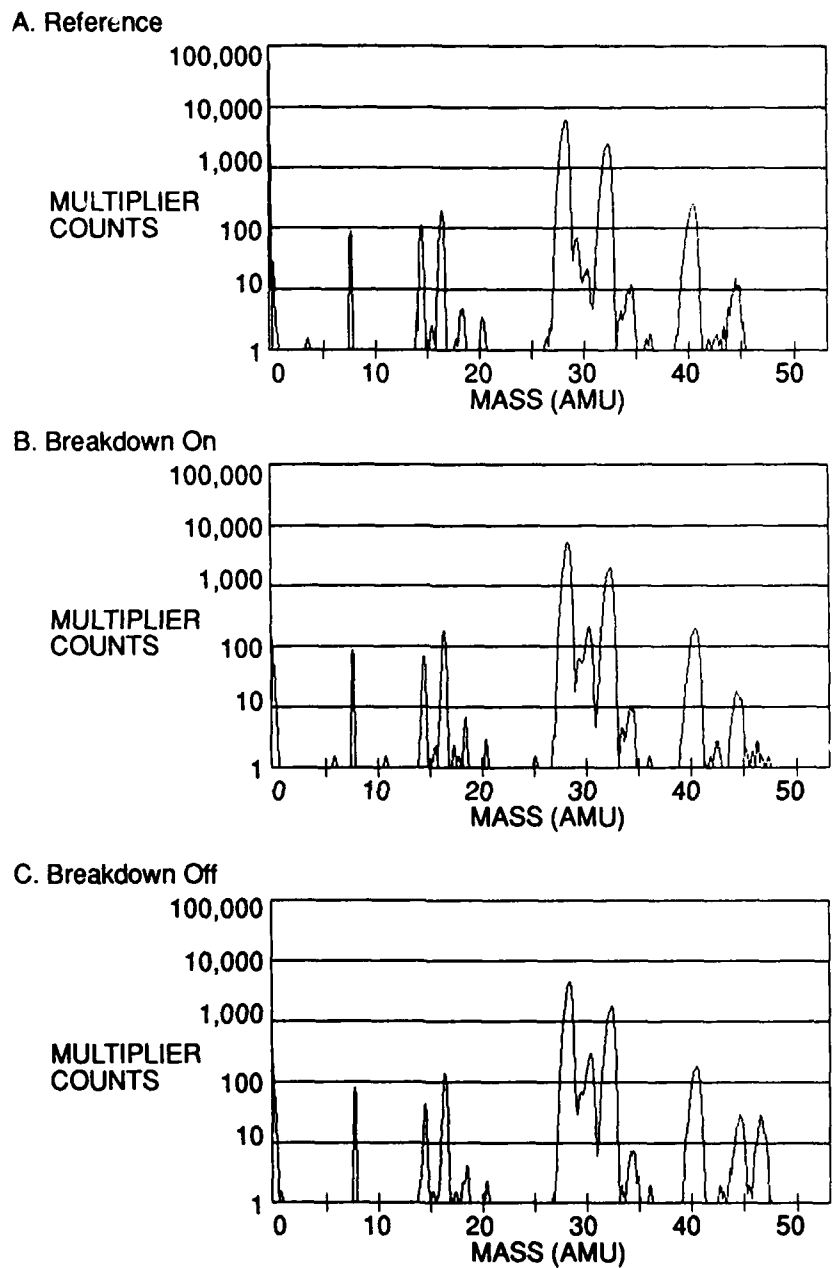 A. Reference
100,000
10,000
1,000
100
10
1
MULTIPLIER
COUNTS
0 10 20 30 40 50
MASS (AMU)
B. Breakdown On
100,000
10,000
1,000
100
10
1
MULTIPLIER
COUNTS
0 10 20 30 40 50
MASS (AMU)
C. Breakdown Off
100,000
10,000
1,000
100
10
1
MULTIPLIER
COUNTS
0 10 20 30 40 50
MASS (AMU)